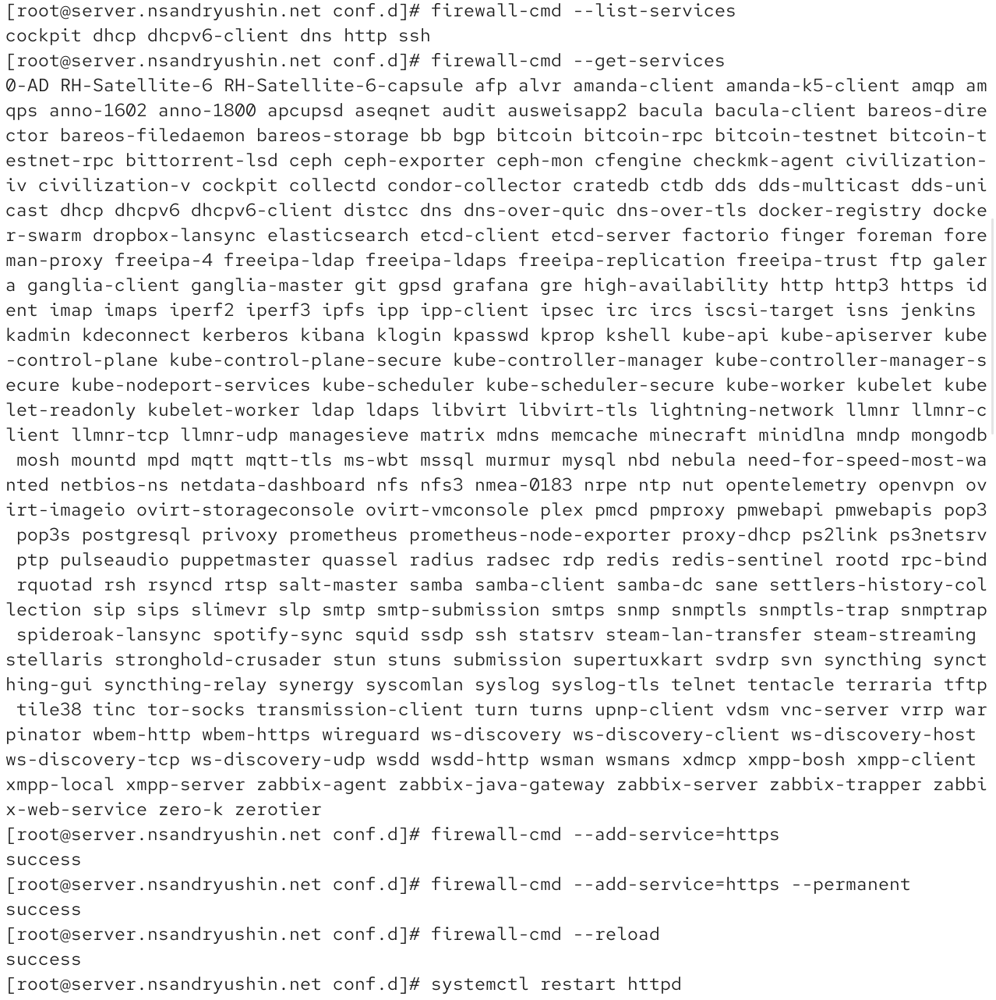 [root@server.nsandryushin.net conf.d]# firewall-cmd --list-services
cockpit dhcp dhcpv6-client dns http ssh
[root@server.nsandryushin.net conf.d]# firewall-cmd --get-services
0-AD RH-Satellite-6 RH-Satellite-6-capsule afp alvr amanda-client amanda-k5-client amqp am
qps anno-1602 anno-1800 apcupsd aseqnet audit ausweisapp2 bacula bacula-client bareos-dire
ctor bareos-filedaemon bareos-storage bb bgp bitcoin bitcoin-rpc bitcoin-testnet bitcoin-t
estnet-rpc bittorrent-lsd ceph ceph-exporter ceph-mon cfengine checkmk-agent civilization-
iv civilization-v cockpit collectd condor-collector cratedb ctdb dds dds-multicast dds-uni
cast dhcp dhcpv6 dhcpv6-client distcc dns dns-over-quic dns-over-tls docker-registry docke
r-swarm dropbox-lansync elasticsearch etcd-client etcd-server factorio finger foreman fore
man-proxy freeipa-4 freeipa-ldap freeipa-ldaps freeipa-replication freeipa-trust ftp galer
a ganglia-client ganglia-master git gpsd grafana gre high-availability http http3 https id
ent imap imaps iperf2 iperf3 ipfs ipp ipp-client ipsec irc ircs iscsi-target isns jenkins
kadmin kdeconnect kerberos kibana klogin kpasswd kprop kshell kube-api kube-apiserver kube
-control-plane kube-control-plane-secure kube-controller-manager kube-controller-manager-s
ecure kube-nodeport-services kube-scheduler kube-scheduler-secure kube-worker kubelet kube
let-readonly kubelet-worker ldap ldaps libvirt libvirt-tls lightning-network llmnr llmnr-c
lient llmnr-tcp llmnr-udp managesieve matrix mdns memcache minecraft minidlna mndp mongodb
 mosh mountd mpd mqtt mqtt-tls ms-wbt mssql murmur mysql nbd nebula need-for-speed-most-wa
nted netbios-ns netdata-dashboard nfs nfs3 nmea-0183 nrpe ntp nut opentelemetry openvpn ov
irt-imageio ovirt-storageconsole ovirt-vmconsole plex pmcd pmproxy pmwebapi pmwebapis pop3
 pop3s postgresql privoxy prometheus prometheus-node-exporter proxy-dhcp ps2link ps3netsrv
 ptp pulseaudio puppetmaster quassel radius radsec rdp redis redis-sentinel rootd rpc-bind
 rquotad rsh rsyncd rtsp salt-master samba samba-client samba-dc sane settlers-history-col
lection sip sips slimevr slp smtp smtp-submission smtps snmp snmptls snmptls-trap snmptrap
 spideroak-lansync spotify-sync squid ssdp ssh statsrv steam-lan-transfer steam-streaming
stellaris stronghold-crusader stun stuns submission supertuxkart svdrp svn syncthing synct
hing-gui syncthing-relay synergy syscomlan syslog syslog-tls telnet tentacle terraria tftp
 tile38 tinc tor-socks transmission-client turn turns upnp-client vdsm vnc-server vrrp war
pinator wbem-http wbem-https wireguard ws-discovery ws-discovery-client ws-discovery-host
ws-discovery-tcp ws-discovery-udp wsdd wsdd-http wsman wsmans xdmcp xmpp-bosh xmpp-client
xmpp-local xmpp-server zabbix-agent zabbix-java-gateway zabbix-server zabbix-trapper zabbi
x-web-service zero-k zerotier
[root@server.nsandryushin.net conf.d]# firewall-cmd --add-service=https
success
[root@server.nsandryushin.net conf.d]# firewall-cmd --add-service=https --permanent
success
[root@server.nsandryushin.net conf.d]# firewall-cmd --reload
success
[root@server.nsandryushin.net conf.d]# systemctl restart httpd